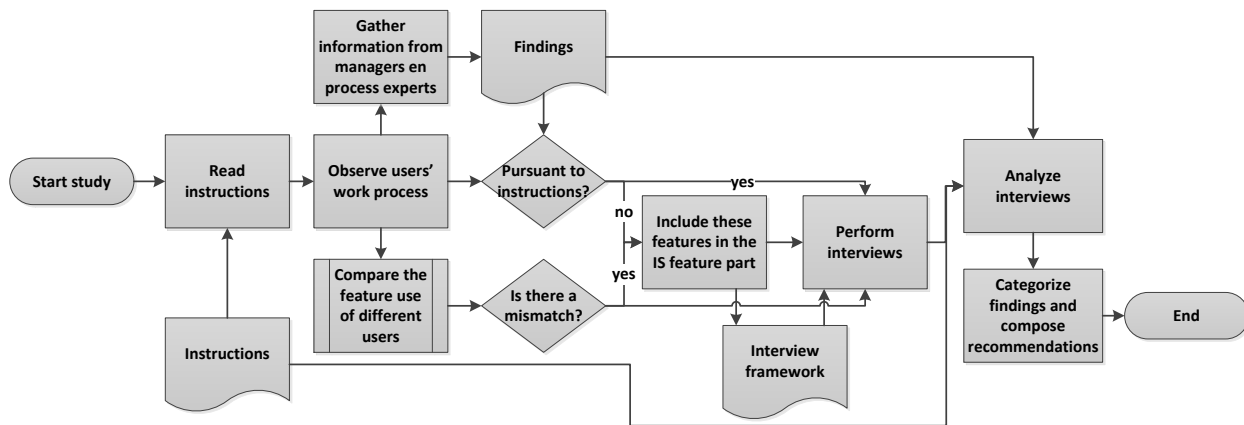 Gather
information from
managers en
process experts
Findings
Start study
Read
instructions
Observe users'
work process
Pursuant to
instructions?
yes
no
Include these
features in the
IS feature part
Perform
interviews
Analyze
interviews
yes
Compare the
feature use
of different
users
Is there a
mismatch?
Instructions
Interview
framework
Categorize
findings and
compose
recommendations
End